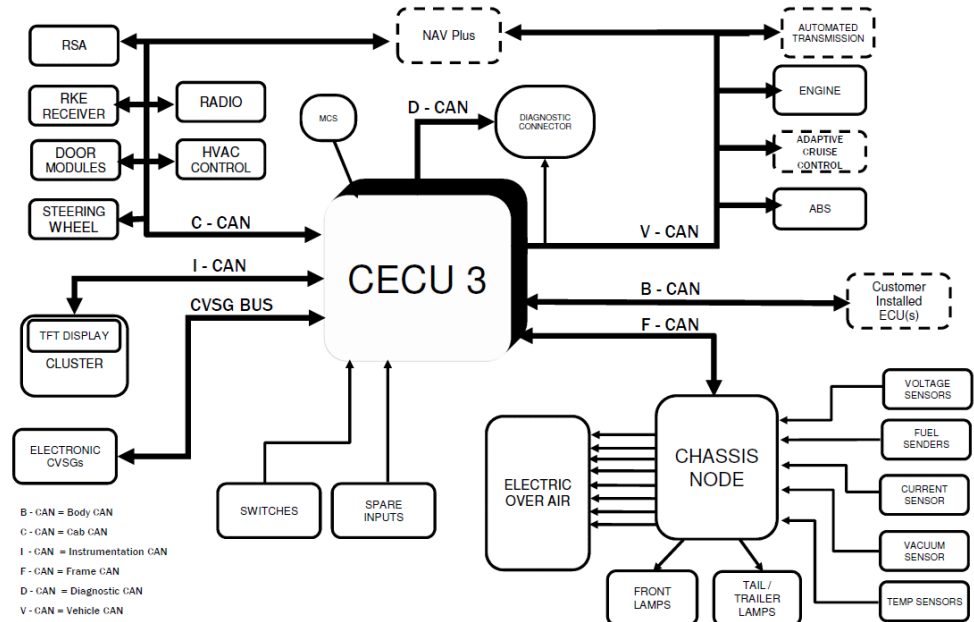 RSA
NAV Plus
AUTOMATED
TRANSMISSION
RKE
RECEIVER
RADIO
MCS
D - CAN
DIAGNOSTIC
CONNECTOR
ENGINE
DOOR
MODULES
HVAC
CONTROL
ADAPTIVE
CRUISE
CONTROL
STEERING
WHEEL
C - CAN
V - CAN
ABS
I - CAN
CECU 3
B - CAN
Customer
Installed
ECU(s)
CVSG BUS
F - CAN
TFT DISPLAY
CLUSTER
VOLTAGE
SENSORS
FUEL
SENDERS
ELECTRONIC
CVSGs
ELECTRIC
OVER AIR
CHASSIS
NODE
CURRENT
SENSOR
SWITCHES
SPARE
INPUTS
VACUUM
SENSOR
FRONT
LAMPS
TAIL /
TRAILER
LAMPS
TEMP SENSORS
B - CAN = Body CAN
C - CAN = Cab CAN
I - CAN = Instrumentation CAN
F - CAN = Frame CAN
D - CAN = Diagnostic CAN
V - CAN = Vehicle CAN